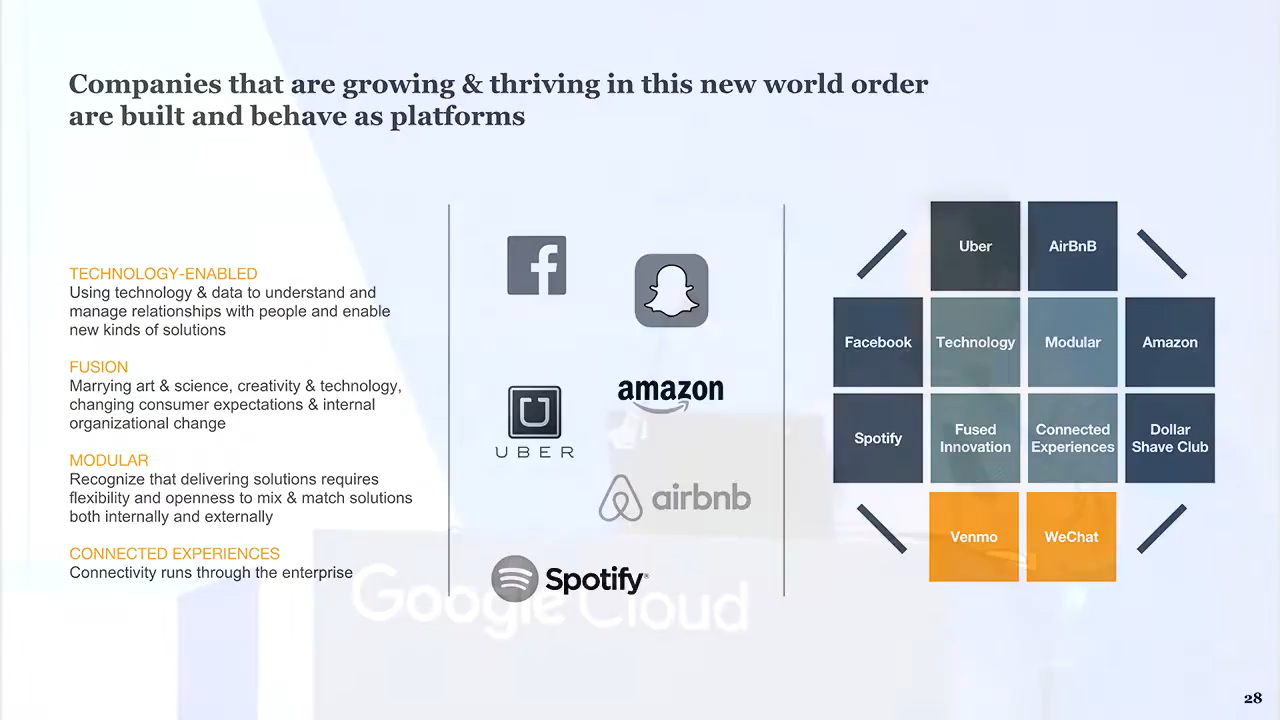 Companies that are growing & thriving in this new world order
are built and behave as platforms
TECHNOLOGY-ENABLED
Using technology & data to understand and
manage relationships with people and enable
new kinds of solutions
FUSION
Marrying art & science, creativity & technology,
changing consumer expectations & internal
organizational change
MODULAR
Recognize that delivering solutions requires
flexibility and openness to mix & match solutions
both internally and externally
CONNECTED EXPERIENCES
Connectivity runs through the enterprise
f
amazon
U
UBER
airbnb
Spotify®
Google Cloud
Uber
AirBnB
Facebook
Technology
Modular
Amazon
Spotify
Fused
Innovation
Connected
Experiences
Dollar
Shave Club
Venmo
WeChat
28